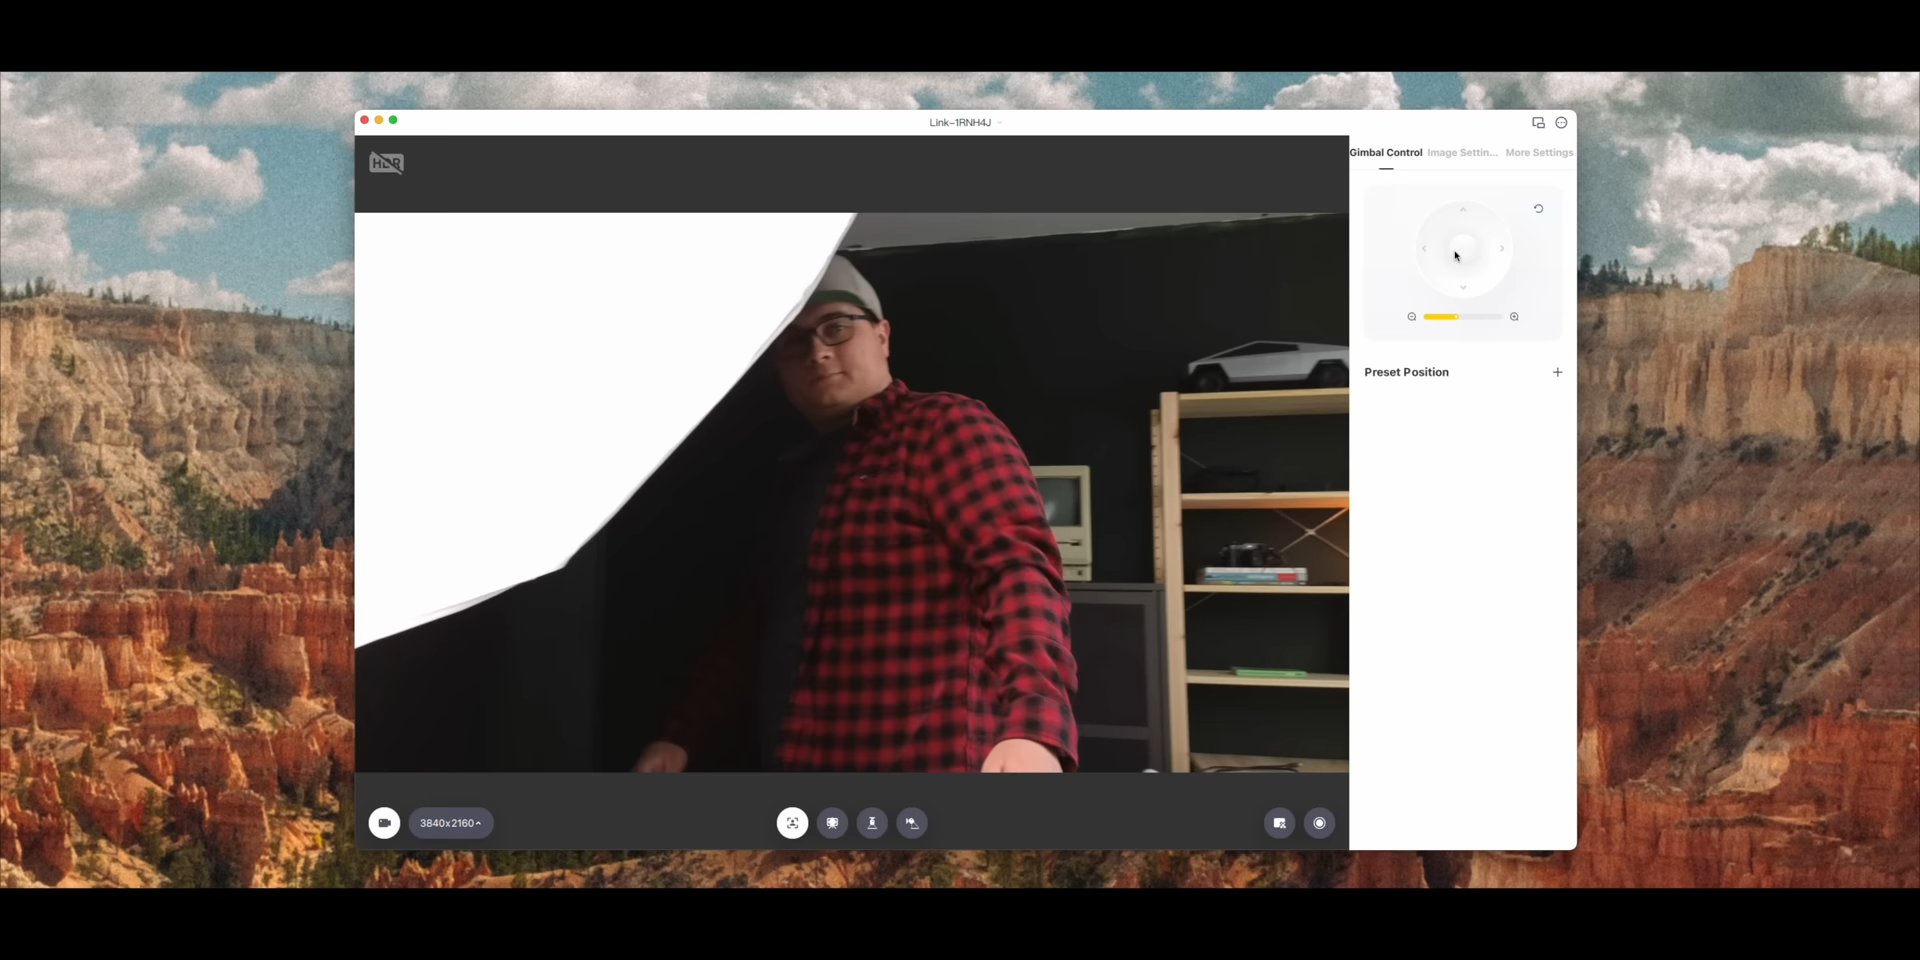 Link-1RNH4J
HDR
Gimbal Control Image Settin... More Settings
Preset Position
3840x2160